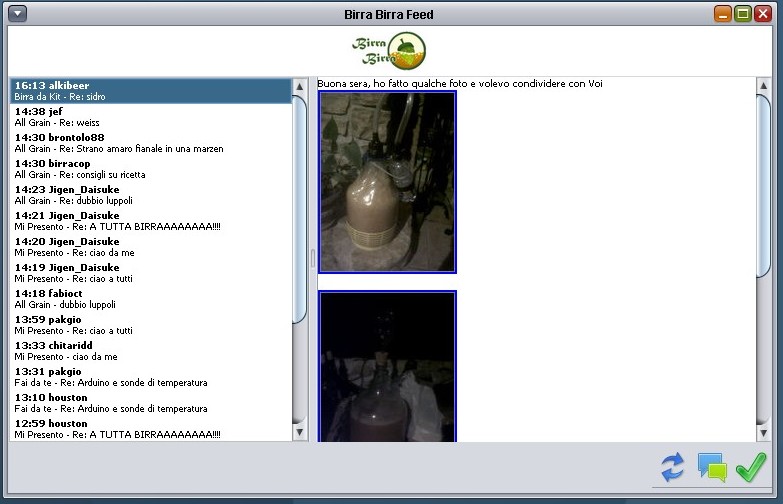 Birra Birra Feed
Birra
Birra
16:13 alkibeer
Birra da Kit - Re: sidro
14:38 jef
All Grain - Re: weiss
14:30 brontolo88
All Grain - Re: Strano amaro fianale in una marzen
14:30 birracop
All Grain - Re: consigli su ricetta
14:23 Jigen_Daisuke
All Grain - Re: dubbio luppoli
14:21 Jigen_Daisuke
Mi Presento - Re: A TUTTA BIRRAAAAAAAA!!!!
14:20 Jigen_Daisuke
Mi Presento - Re: ciao da me
14:19 Jigen_Daisuke
Mi Presento - Re: ciao a tutti
14:18 fabioct
All Grain - dubbio luppoli
13:59 pakgio
Mi Presento - Re: ciao a tutti
13:33 chitaridd
Mi Presento - ciao da me
13:31 pakgio
Fai da te - Re: Arduino e sonde di temperatura
13:10 houston
Fai da te - Re: Arduino e sonde di temperatura
12:59 houston
Mi Presento - Re: A TUTTA BIRRAAAAAAAA!!!!
Buona sera, ho fatto qualche foto e volevo condividere con Voi